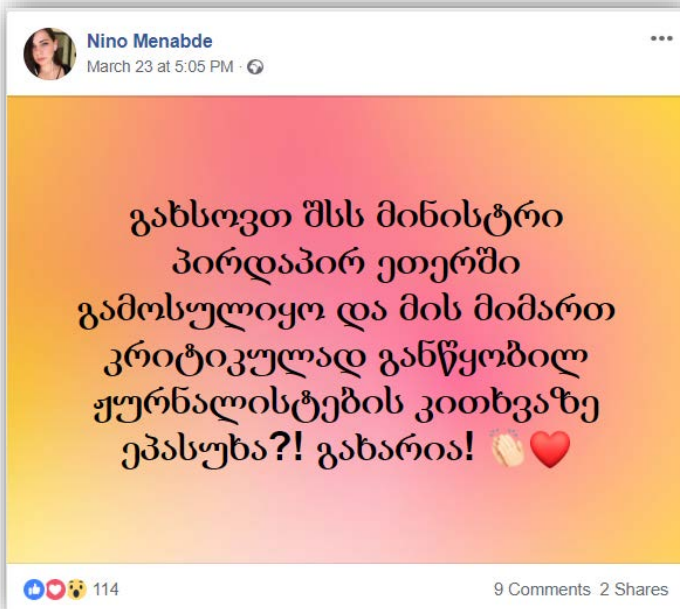 Nino Menabde
March 23 at 5:05 PM ·
გახსოვთ შსს მინისტრი
პირდაპირ ეთერში
გამოსულიყო და მის მიმართ
კრიტიკულად განწყობილ
ჟურნალისტების კითხვაზე
ეპასუხა?! გახარია! 👏🏻❤️
114
9 Comments 2 Shares